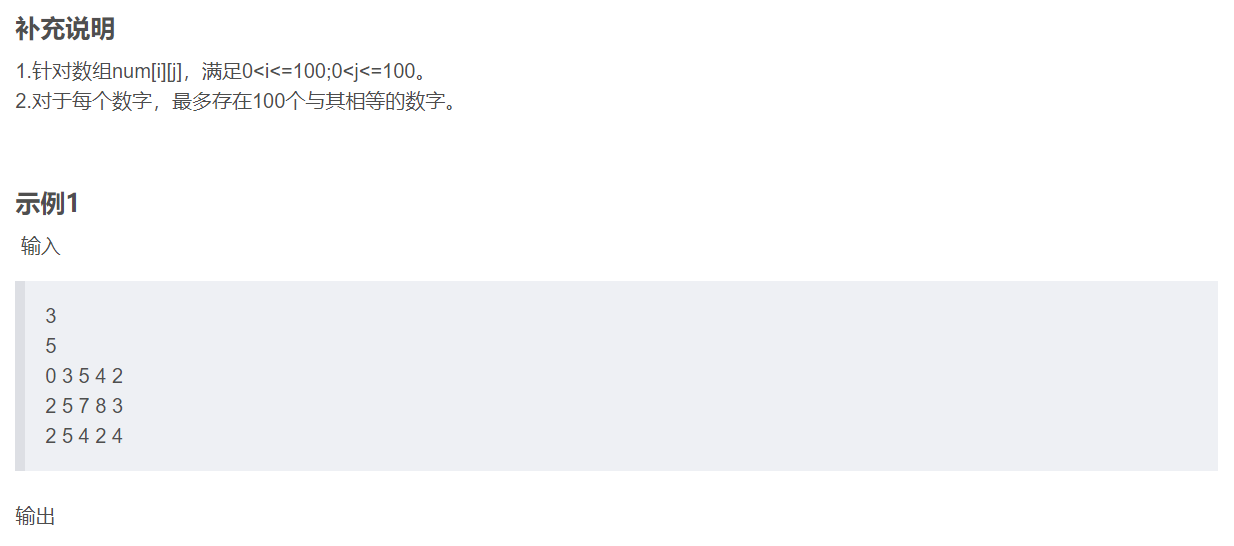 补充说明
1.针对数组num[i][j]，满足0<i<=100;0<j<=100。
2.对于每个数字，最多存在100个与其相等的数字。
示例1
输入
3
5
0 3 5 4 2
2 5 7 8 3
2 5 4 2 4
输出